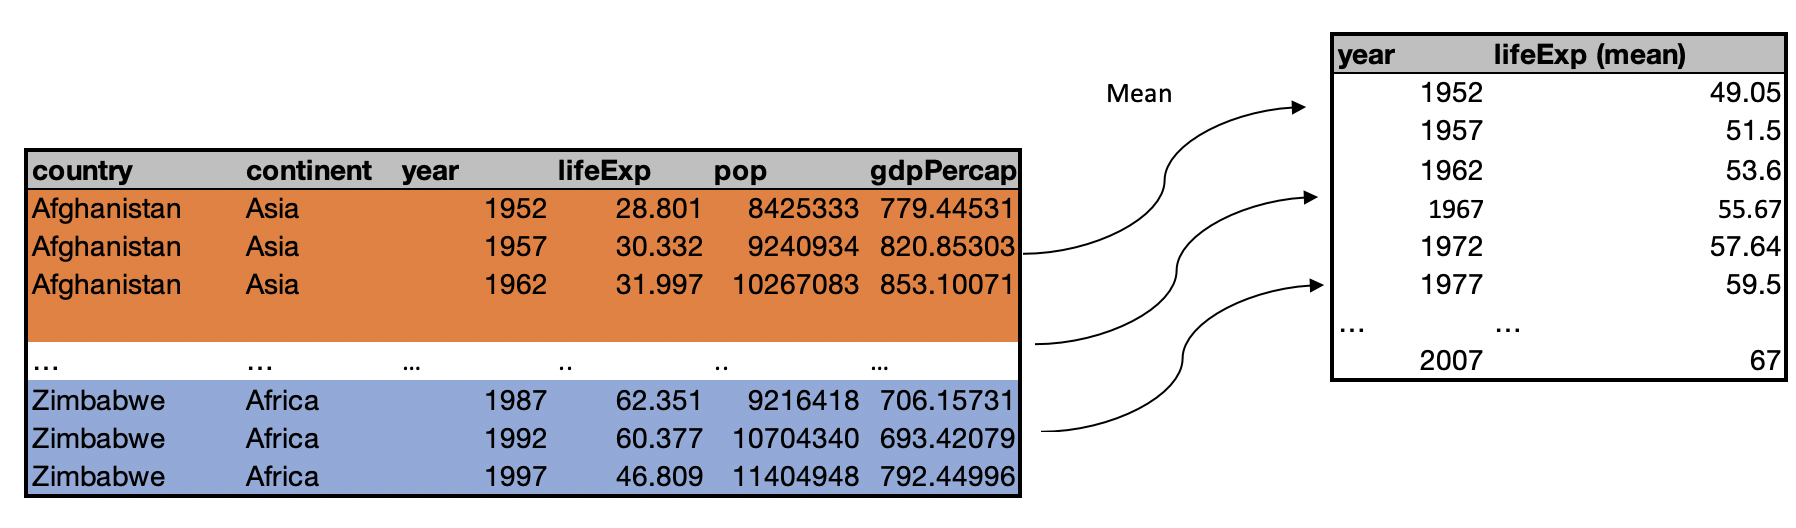 Mean
country continent year lifeExp pop gdpPercap
Afghanistan Asia 1952 28.801 8425333 779.44531
Afghanistan Asia 1957 30.332 9240934 820.85303
Afghanistan Asia 1962 31.997 10267083 853.10071
... ... ... .. .. ...
Zimbabwe Africa 1987 62.351 9216418 706.15731
Zimbabwe Africa 1992 60.377 10704340 693.42079
Zimbabwe Africa 1997 46.809 11404948 792.44996
year lifeExp (mean)
1952 49.05
1957 51.5
1962 53.6
1967 55.67
1972 57.64
1977 59.5
... ...
2007 67